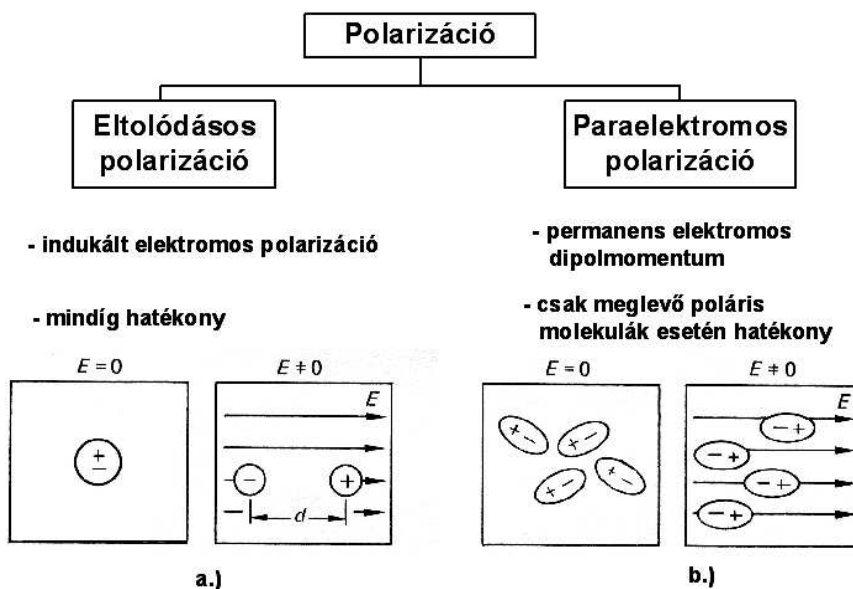 Polarizáció
Eltolódásos
polarizáció
Paraelektromos
polarizáció
- indukált elektromos polarizáció
- mindíg hatékony
- permanens elektromos
dipolmomentum
- csak meglevő poláris
molekulák esetén hatékony
E = 0
E ≠ 0
+
−
E
− +
− d
a.)
E = 0
E ≠ 0
+ −
+ −
+ −
+ −
E
− +
− +
− +
− +
b.)